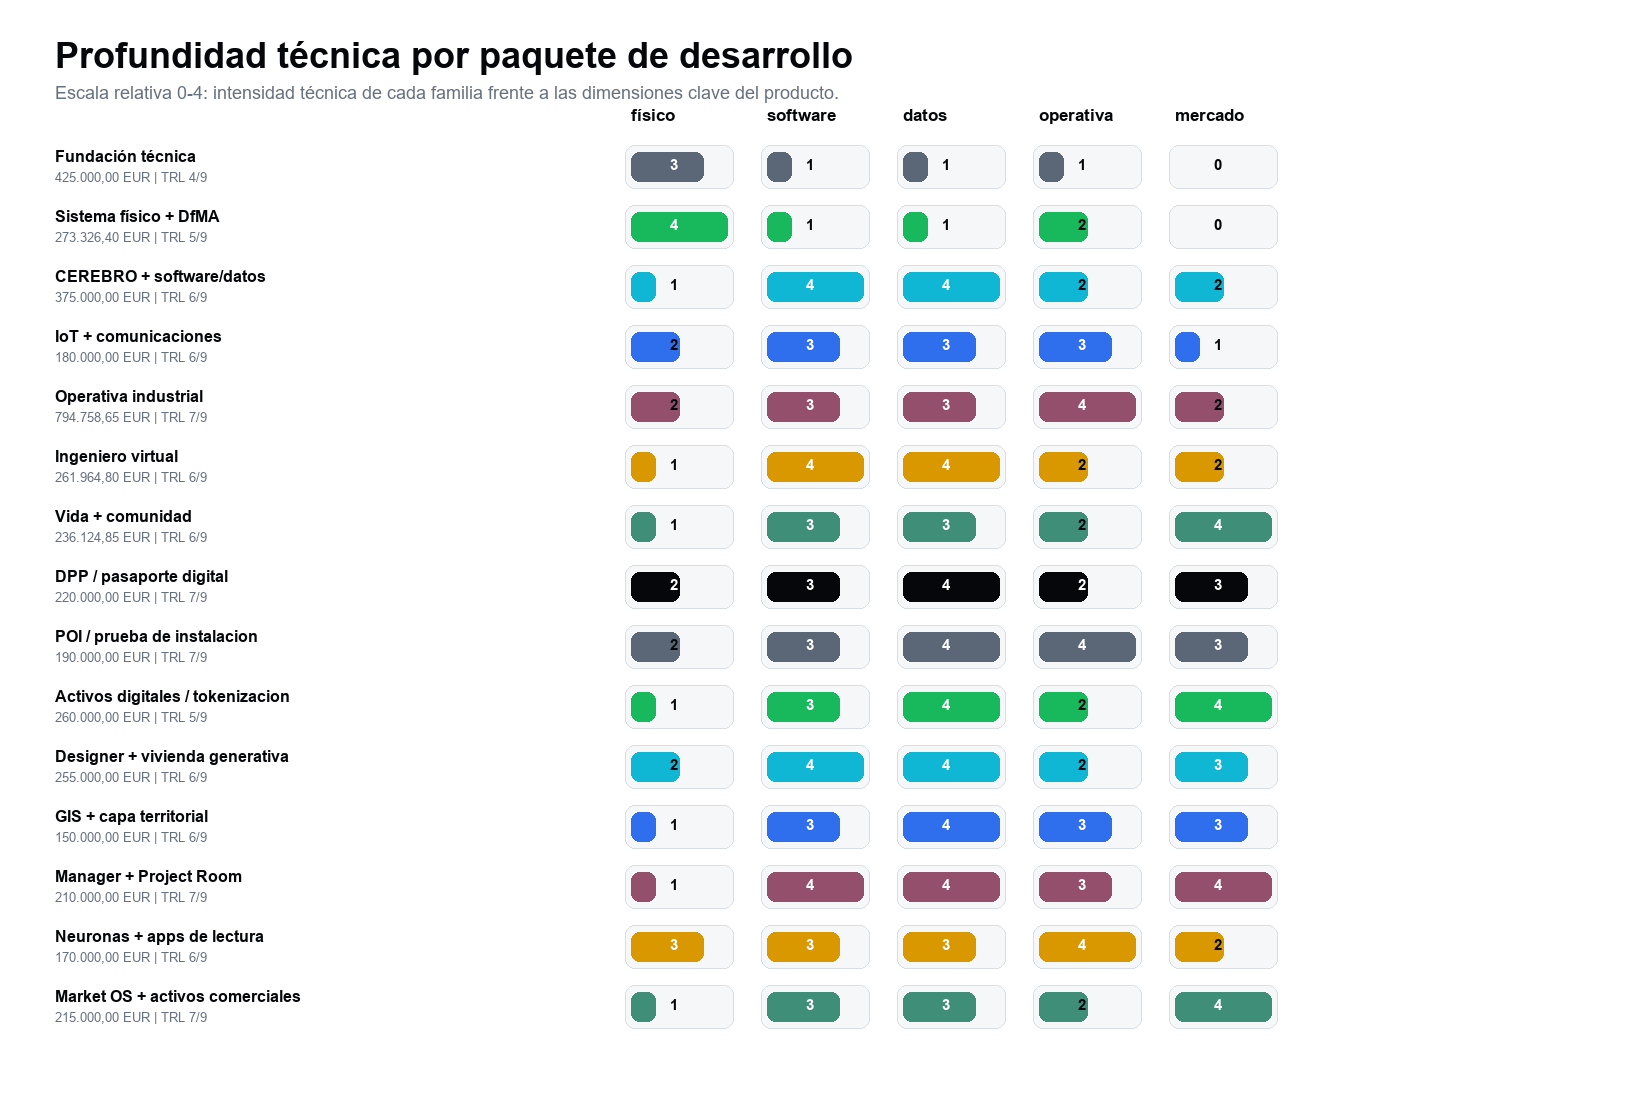 Profundidad técnica por paquete de desarrollo
Escala relativa 0-4: intensidad técnica de cada familia frente a las dimensiones clave del producto.
físico software datos operativa mercado
Fundación técnica
3 1 1 1 0
425.000,00 EUR | TRL 4/9
Sistema físico + DfMA
4 1 1 2 0
273.326,40 EUR | TRL 5/9
CEREBRO + software/datos
1 4 4 2 2
375.000,00 EUR | TRL 6/9
IoT + comunicaciones
2 3 3 3 1
180.000,00 EUR | TRL 6/9
Operativa industrial
2 3 3 4 2
794.758,65 EUR | TRL 7/9
Ingeniero virtual
1 4 4 2 2
261.964,80 EUR | TRL 6/9
Vida + comunidad
1 3 3 2 4
236.124,85 EUR | TRL 6/9
DPP / pasaporte digital
2 3 4 2 3
220.000,00 EUR | TRL 7/9
POI / prueba de instalacion
2 3 4 4 3
190.000,00 EUR | TRL 7/9
Activos digitales / tokenizacion
1 3 4 2 4
260.000,00 EUR | TRL 5/9
Designer + vivienda generativa
2 4 4 2 3
255.000,00 EUR | TRL 6/9
GIS + capa territorial
1 3 4 3 3
150.000,00 EUR | TRL 6/9
Manager + Project Room
1 4 4 3 4
210.000,00 EUR | TRL 7/9
Neuronas + apps de lectura
3 3 3 4 2
170.000,00 EUR | TRL 6/9
Market OS + activos comerciales
1 3 3 2 4
215.000,00 EUR | TRL 7/9